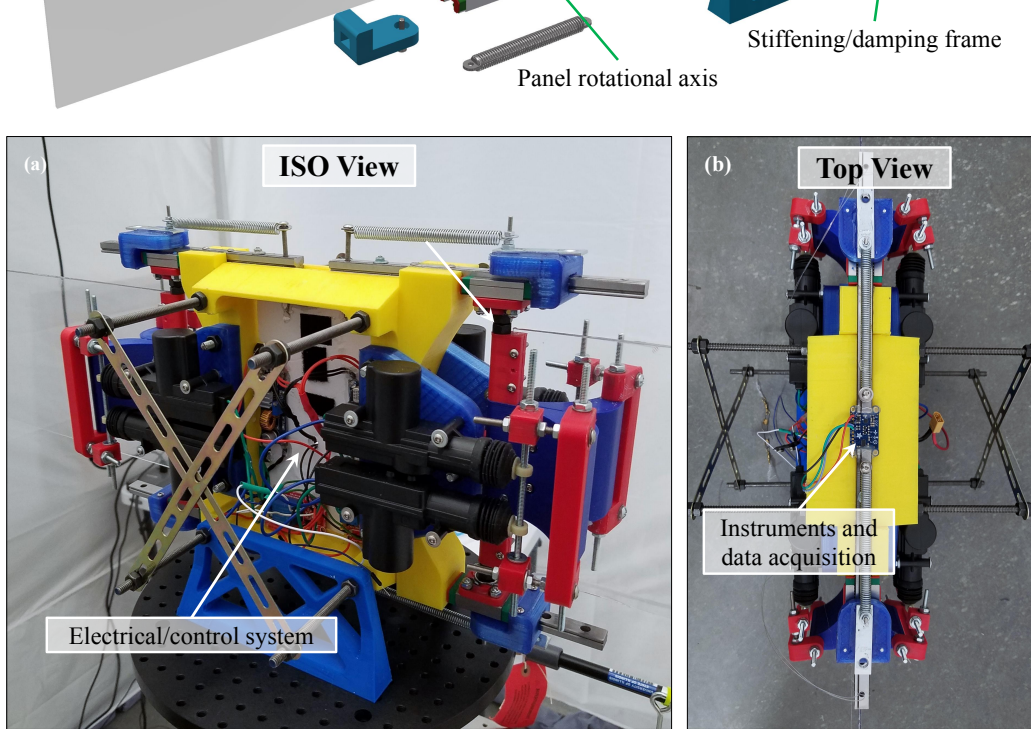 Stiffening/damping frame
Panel rotational axis
(a)
ISO View
(b)
Top View
Instruments and
data acquisition
Electrical/control system